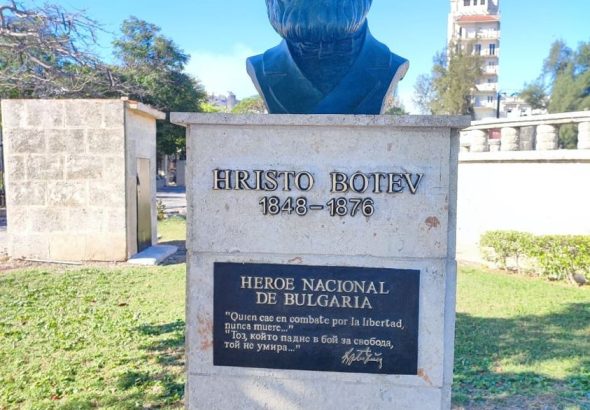 HRISTO BOTEV
1848-1876
HEROE NACIONAL
DE BULGARIA
"Quien cae en combate por la libertad,
nunca muere..."
"Тоз, който падне в бой за свобода,
той не умира..."